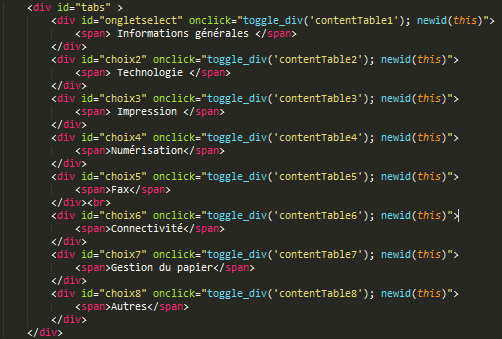 <div id="tabs" >
<div id="ongletselect" onclick="toggle_div('contentTable1'); newid(this)">
<span> Informations générales </span>
</div>
<div id="choix2" onclick="toggle_div('contentTable2'); newid(this)">
<span> Technologie </span>
</div>
<div id="choix3" onclick="toggle_div('contentTable3'); newid(this)">
<span> Impression </span>
</div>
<div id="choix4" onclick="toggle_div('contentTable4'); newid(this)">
<span>Numérisation</span>
</div>
<div id="choix5" onclick="toggle_div('contentTable5'); newid(this)">
<span>Fax</span>
</div><br>
<div id="choix6" onclick="toggle_div('contentTable6'); newid(this)">
<span>Connectivité</span>
</div>
<div id="choix7" onclick="toggle_div('contentTable7'); newid(this)">
<span>Gestion du papier</span>
</div>
<div id="choix8" onclick="toggle_div('contentTable8'); newid(this)">
<span>Autres</span>
</div>
</div>